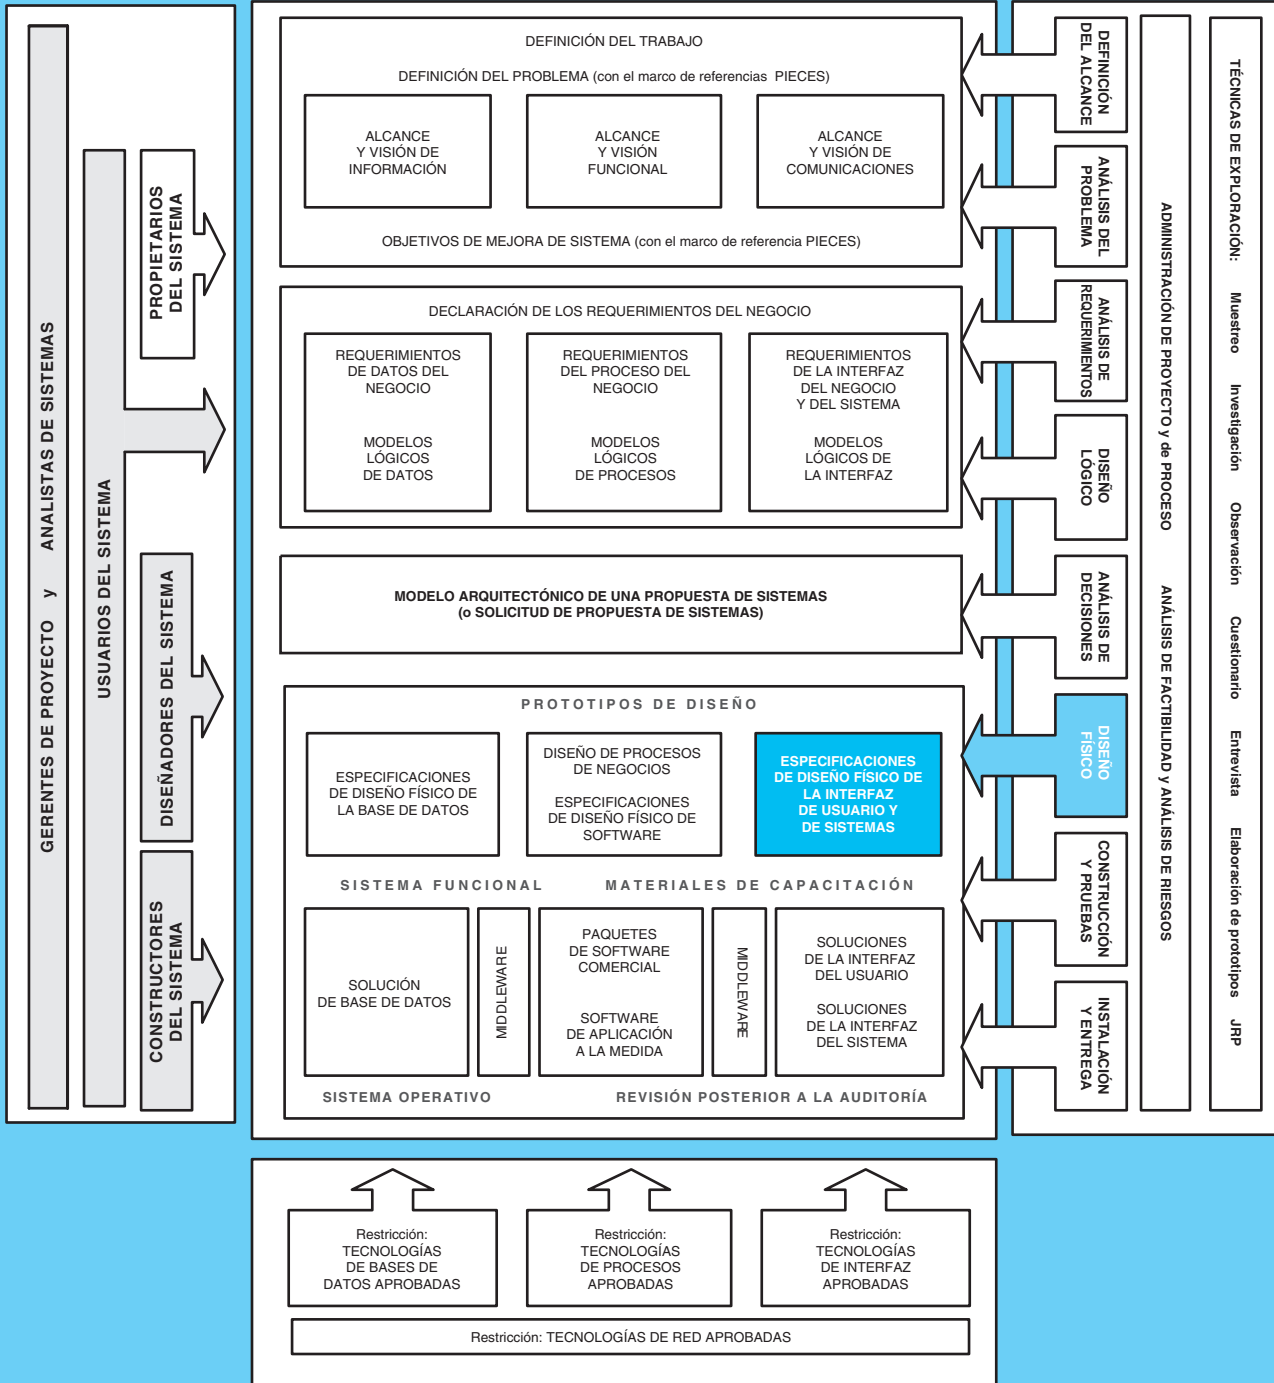 GERENTES DE PROYECTO y ANALISTAS DE SISTEMAS
USUARIOS DEL SISTEMA
PROPIETARIOS
DEL SISTEMA
DISEÑADORES DEL SISTEMA
CONSTRUCTORES
DEL SISTEMA
DEFINICIÓN DEL TRABAJO
DEFINICIÓN DEL PROBLEMA (con el marco de referencias PIECES)
ALCANCE
Y VISIÓN DE
INFORMACIÓN
ALCANCE
Y VISIÓN
FUNCIONAL
ALCANCE
Y VISIÓN DE
COMUNICACIONES
OBJETIVOS DE MEJORA DE SISTEMA (con el marco de referencia PIECES)
DECLARACIÓN DE LOS REQUERIMIENTOS DEL NEGOCIO
REQUERIMIENTOS
DE DATOS DEL
NEGOCIO
MODELOS
LÓGICOS
DE DATOS
REQUERIMIENTOS
DEL PROCESO DEL
NEGOCIO
MODELOS
LÓGICOS
DE PROCESOS
REQUERIMIENTOS
DE LA INTERFAZ
DEL NEGOCIO
Y DEL SISTEMA
MODELOS
LÓGICOS DE
LA INTERFAZ
MODELO ARQUITECTÓNICO DE UNA PROPUESTA DE SISTEMAS
(o SOLICITUD DE PROPUESTA DE SISTEMAS)
PROTOTIPOS DE DISEÑO
ESPECIFICACIONES
DE DISEÑO FÍSICO DE
LA BASE DE DATOS
DISEÑO DE PROCESOS
DE NEGOCIOS
ESPECIFICACIONES
DE DISEÑO FÍSICO DE
SOFTWARE
ESPECIFICACIONES
DE DISEÑO FÍSICO DE
LA INTERFAZ
DE USUARIO Y
DE SISTEMAS
SISTEMA FUNCIONAL
MATERIALES DE CAPACITACIÓN
SOLUCIÓN
DE BASE DE DATOS
MIDDLEWARE
PAQUETES
DE SOFTWARE
COMERCIAL
SOFTWARE
DE APLICACIÓN
A LA MEDIDA
MIDDLEWARE
SOLUCIONES
DE LA INTERFAZ
DEL USUARIO
SOLUCIONES
DE LA INTERFAZ
DEL SISTEMA
SISTEMA OPERATIVO
REVISIÓN POSTERIOR A LA AUDITORÍA
DEFINICIÓN
DEL ALCANCE
ANÁLISIS DEL
PROBLEMA
ANÁLISIS DE
REQUERIMIENTOS
DISEÑO
LÓGICO
ANÁLISIS DE
DECISIONES
DISEÑO
FÍSICO
CONSTRUCCIÓN
Y PRUEBAS
INSTALACIÓN
Y ENTREGA
ADMINISTRACIÓN DE PROYECTO y de PROCESO ANÁLISIS DE FACTIBILIDAD y ANÁLISIS DE RIESGOS
TÉCNICAS DE EXPLORACIÓN: Muestreo Investigación Observación Cuestionario Entrevista Elaboración de prototipos JRP
Restricción:
TECNOLOGÍAS
DE BASES DE
DATOS APROBADAS
Restricción:
TECNOLOGÍAS
DE PROCESOS
APROBADAS
Restricción:
TECNOLOGÍAS
DE INTERFAZ
APROBADAS
Restricción: TECNOLOGÍAS DE RED APROBADAS